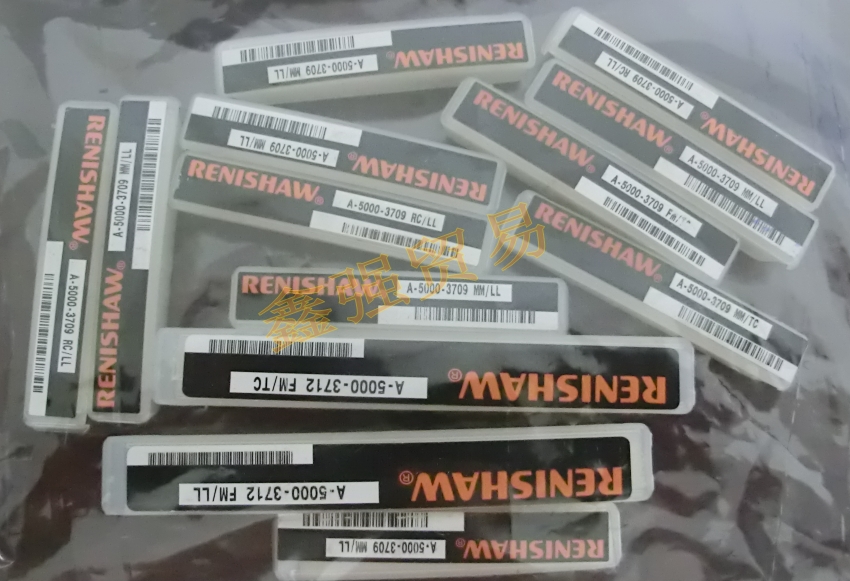 RENISHAW
A-5000-3709 MM/LL
A-5000-3709 RC/LL
RENISHAW
RENISHAW
A-5000-3709 MM/LL
RENISHAW
A-5000-3709
RENISHAW®
A-5000-3709 MM/LL
RENISHAW
A-5000-3709 RC/LL
RENISHAW
A-5000-3709 RC/LL
RENISHAW
A-5000-3709 MM/LL
RENISHAW
A-5000-3709 MM/TC
RENISHAW
A-5000-3709 MM/LL
RENISHAW®
A-5000-3712 FM/TC
RENISHAW®
A-5000-3712 FM/LL
RENISHAW®
A-5000-3709 MM/LL
鑫强贸易